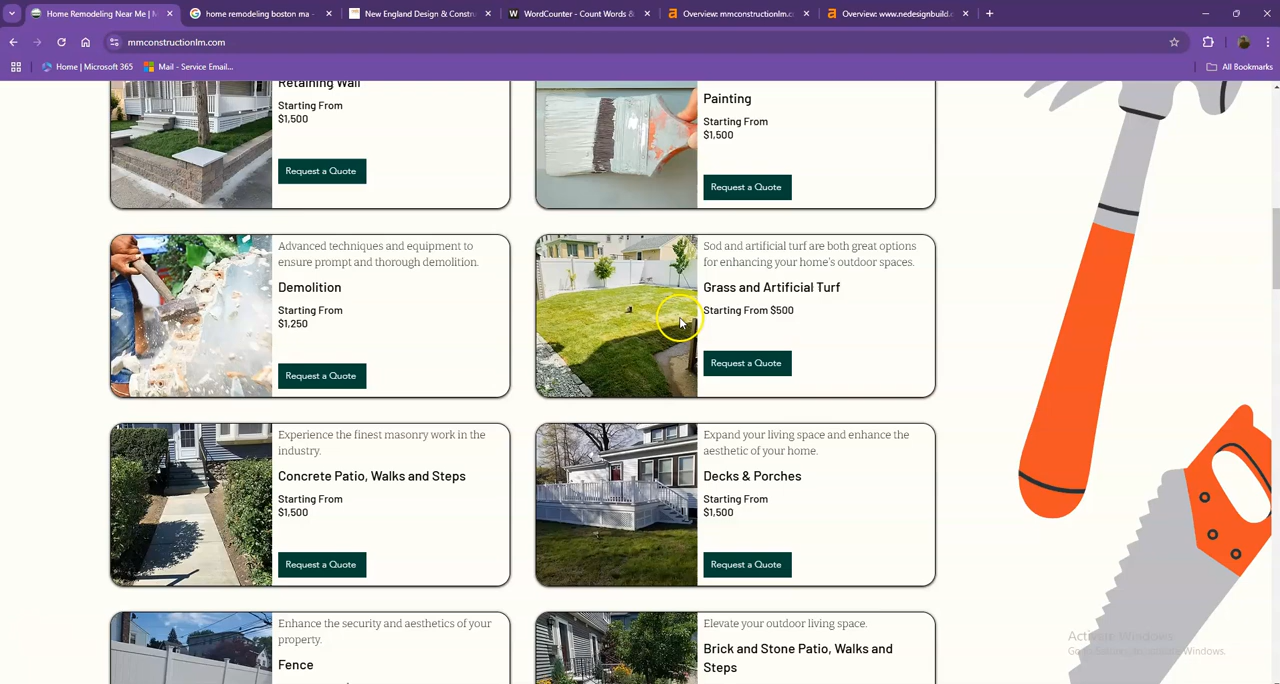 Home Remodeling Near Me | M
home remodeling boston ma -
New England Design & Constru
WordCounter - Count Words &
Overview: mmconstructionlm.c
Overview: www.nedesignbuild.c
mmconstructionlm.com
Home | Microsoft 365
Mail - Service Email...
All Bookmarks
Retaining Wall
Starting From
$1,500
Request a Quote
Painting
Starting From
$1,500
Request a Quote
Advanced techniques and equipment to
ensure prompt and thorough demolition.
Demolition
Starting From
$1,250
Request a Quote
Sod and artificial turf are both great options
for enhancing your home's outdoor spaces.
Grass and Artificial Turf
Starting From $500
Request a Quote
Experience the finest masonry work in the
industry.
Concrete Patio, Walks and Steps
Starting From
$1,500
Request a Quote
Expand your living space and enhance the
aesthetic of your home.
Decks & Porches
Starting From
$1,500
Request a Quote
Enhance the security and aesthetics of your
property.
Fence
Elevate your outdoor living space.
Brick and Stone Patio, Walks and
Steps
Activate Windows
Go to Settings to activate Windows.